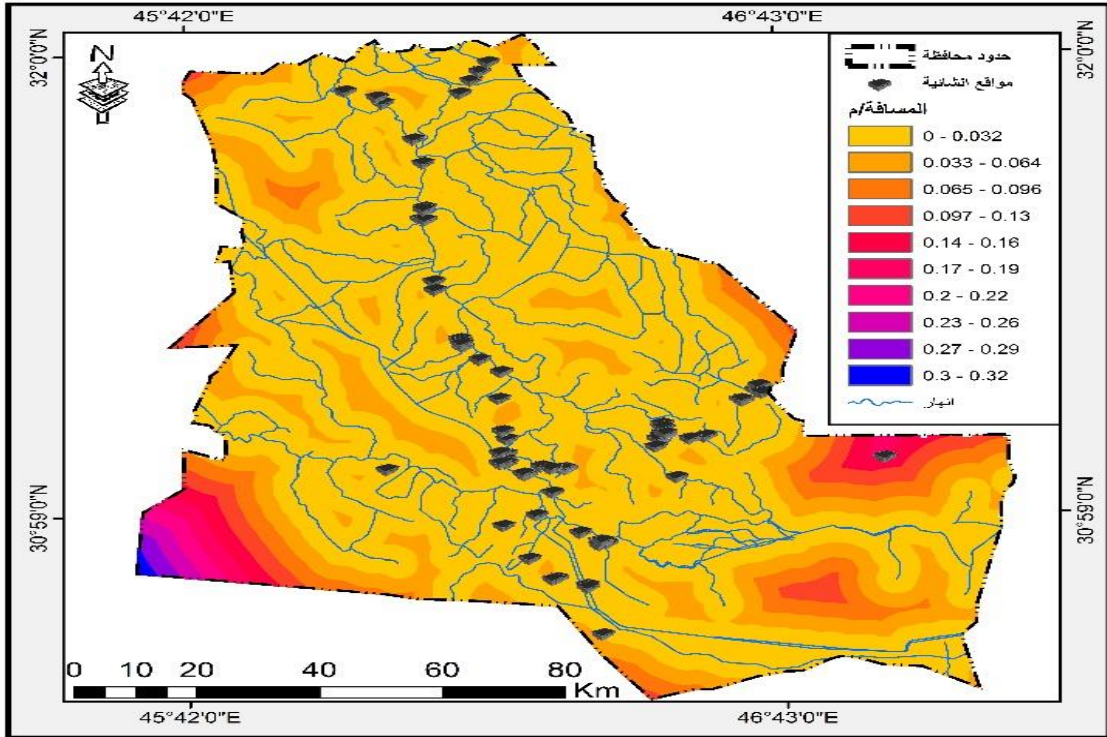 45°42'0"E 46°43'0"E
32°0'0"N
32°0'0"N
N
حدود محافظة
مواقع الشانية
المسافة/م
0 - 0.032
0.033 - 0.064
0.065 - 0.096
0.097 - 0.13
0.14 - 0.16
0.17 - 0.19
0.2 - 0.22
0.23 - 0.26
0.27 - 0.29
0.3 - 0.32
انهار
30°59'0"N
30°59'0"N
0 10 20 40 60 80
Km
45°42'0"E 46°43'0"E